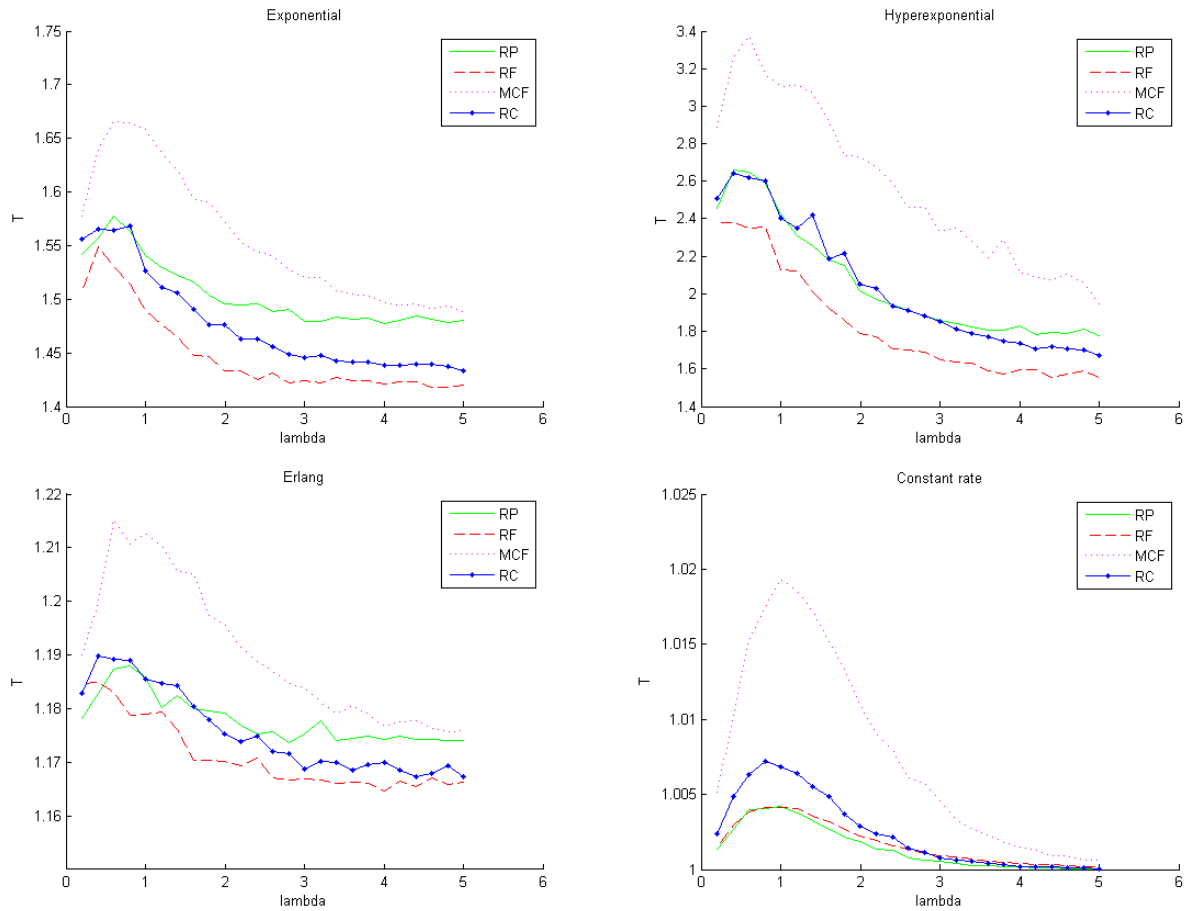 Exponential
1.75
1.7
1.65
1.6
1.55
1.5
1.45
1.4
T
0 1 2 3 4 5 6
lambda
RP
RF
MCF
RC
Hyperexponential
3.4
3.2
3
2.8
2.6
2.4
2.2
2
1.8
1.6
1.4
T
0 1 2 3 4 5 6
lambda
RP
RF
MCF
RC
Erlang
1.22
1.21
1.2
1.19
1.18
1.17
1.16
T
0 1 2 3 4 5 6
lambda
RP
RF
MCF
RC
Constant rate
1.025
1.02
1.015
1.01
1.005
1
T
0 1 2 3 4 5 6
lambda
RP
RF
MCF
RC